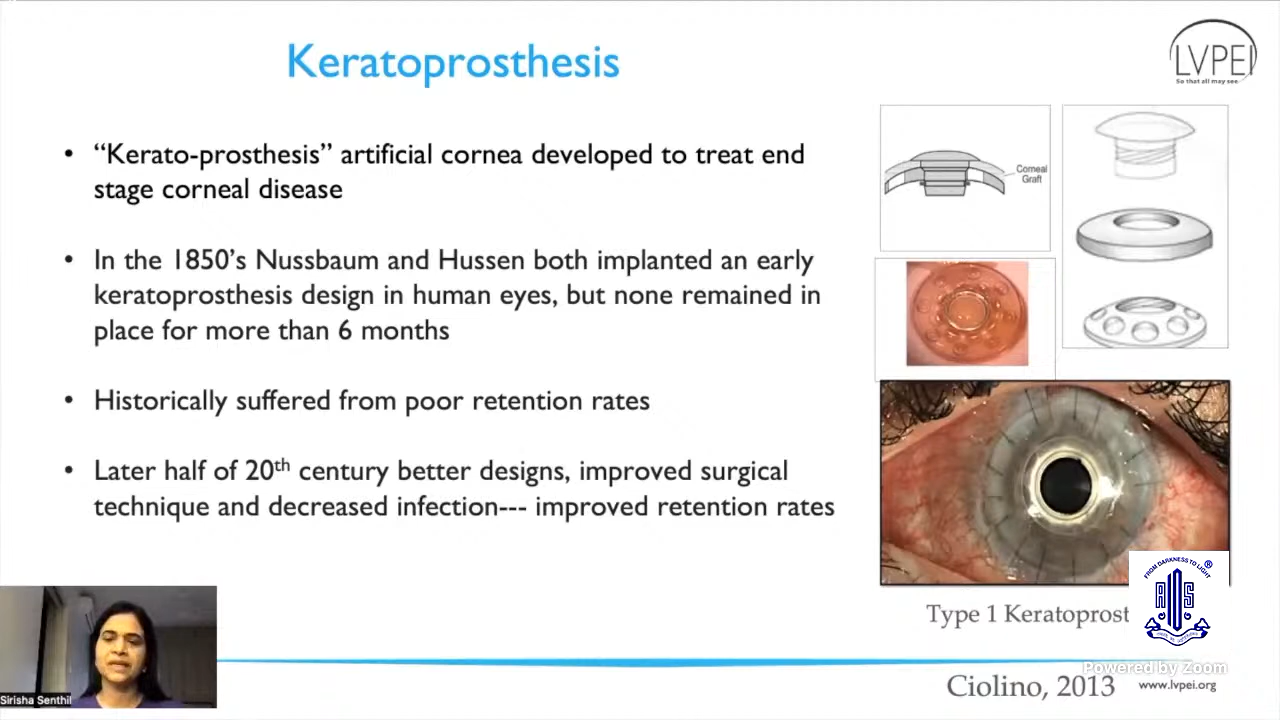 Keratoprosthesis
LVPEI
So that all may see
• “Kerato-prosthesis” artificial cornea developed to treat end
stage corneal disease
• In the 1850’s Nussbaum and Hussen both implanted an early
keratoprosthesis design in human eyes, but none remained in
place for more than 6 months
• Historically suffered from poor retention rates
• Later half of 20th century better designs, improved surgical
technique and decreased infection--- improved retention rates
Corneal
Graft
FROM DARKNESS TO LIGHT
®
AIOS
Type 1 Keratoprost
Powered by Zoom
Sirisha Senthil
Ciolino, 2013
www.lvpei.org